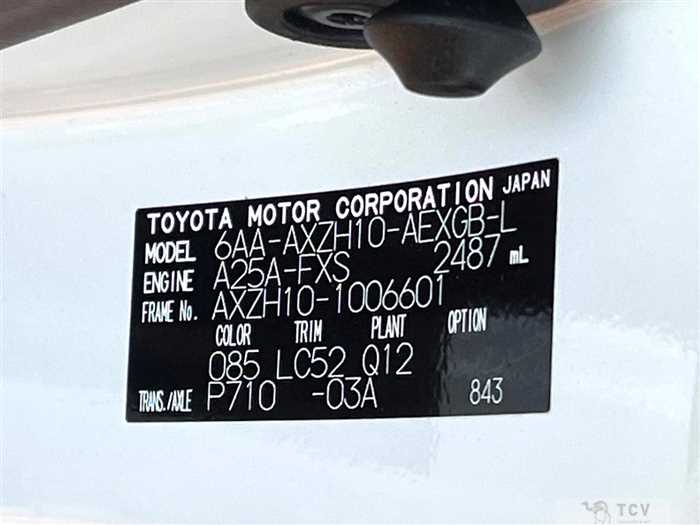 TOYOTA MOTOR CORPORATION JAPAN
MODEL 6AA-AXZH10-AEXGB-L
ENGINE A25A-FXS 2487 mL
FRAME No. AXZH10-1006601
COLOR TRIM PLANT OPTION
085 LC52 Q12
TRANS./AXLE P710 -03A 843
TCV